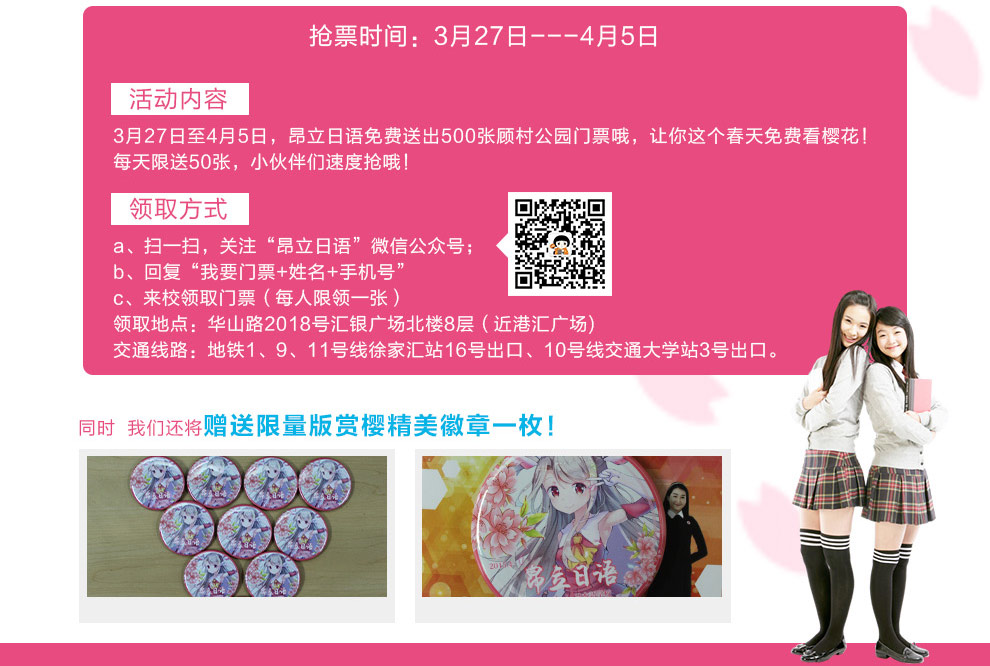 抢票时间：3月27日---4月5日
活动内容
3月27日至4月5日，昂立日语免费送出500张顾村公园门票哦，让你这个春天免费看樱花！
每天限送50张，小伙伴们速度抢哦！
领取方式
a、扫一扫，关注“昂立日语”微信公众号；
b、回复“我要门票+姓名+手机号”
c、来校领取门票（每人限领一张）
领取地点：华山路2018号汇银广场北楼8层（近港汇广场)
交通线路：地铁1、9、11号线徐家汇站16号出口、10号线交通大学站3号出口。
同时 我们还将赠送限量版赏樱精美徽章一枚！
昂立日语